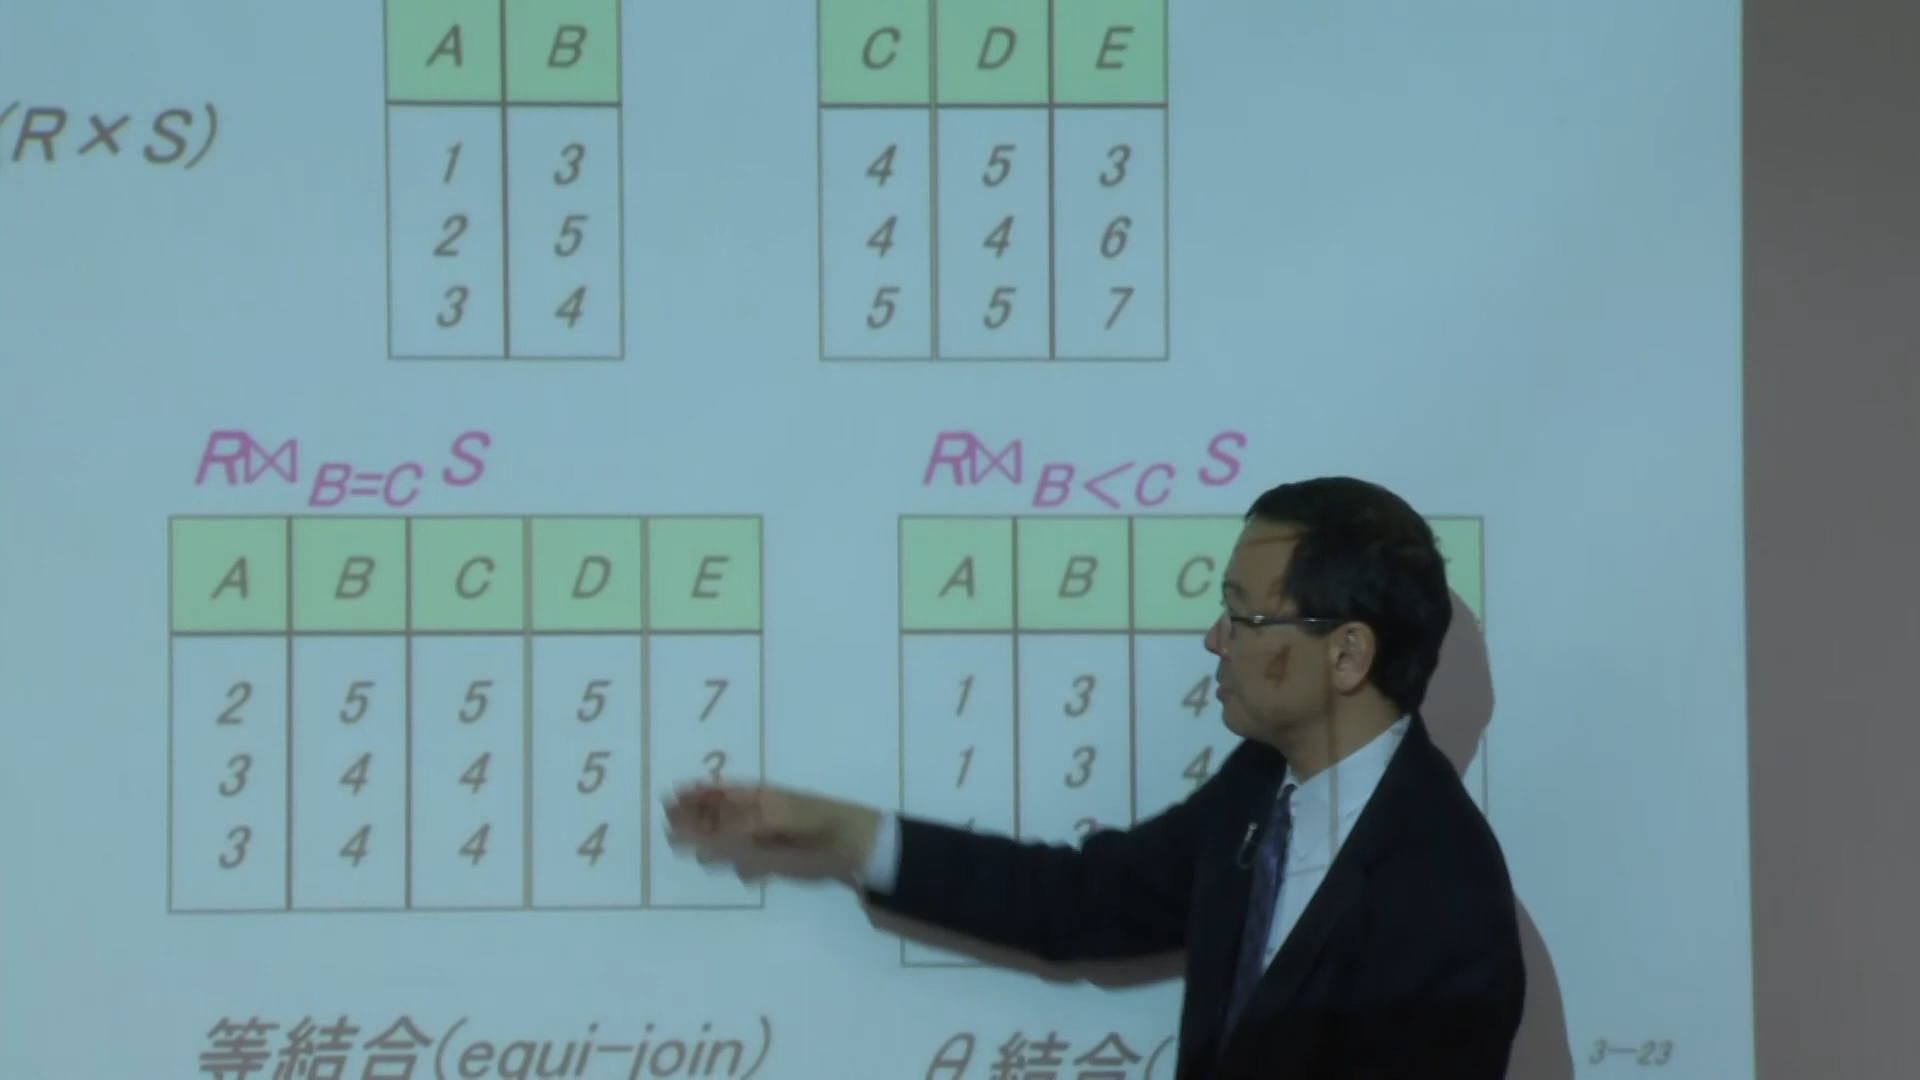 A B
C D E
(R×S)
1 3
2 5
3 4
4 5 3
4 4 6
5 5 7
R⋈ B=C S
R⋈ B<C S
A B C D E
2 5 5 5 7
3 4 4 5 3
3 4 4 4
A B C
1 3 4
1 3 4
等結合(equi-join)
θ結合(
3—23